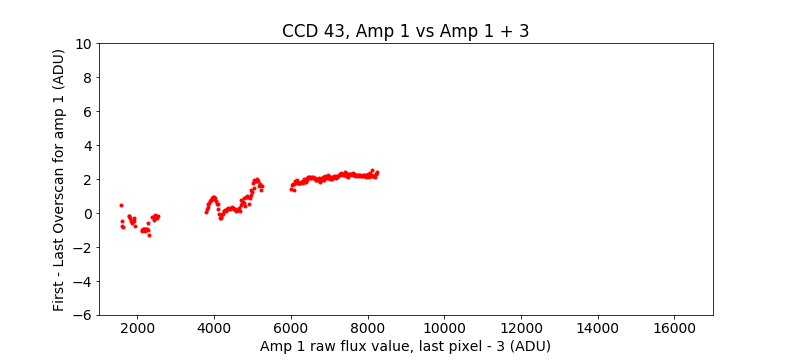 CCD 43, Amp 1 vs Amp 1 + 3
First - Last Overscan for amp 1 (ADU)
10
8
6
4
2
0
−2
−4
−6
2000 4000 6000 8000 10000 12000 14000 16000
Amp 1 raw flux value, last pixel - 3 (ADU)